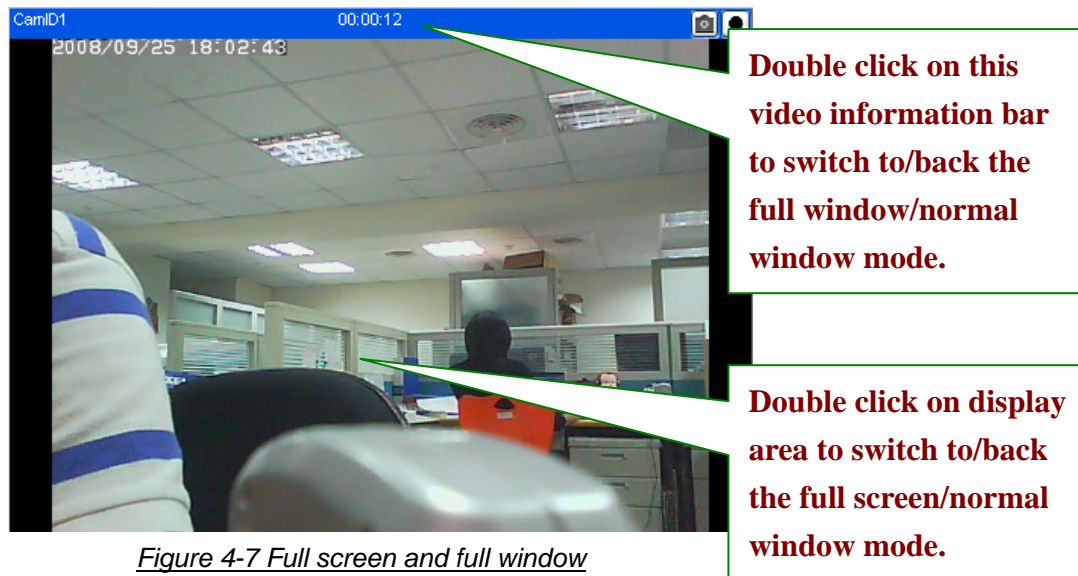 CamID1 00:00:12
2008/09/25 18:02:43
Double click on this
video information bar
to switch to/back the
full window/normal
window mode.
Double click on display
area to switch to/back
the full screen/normal
window mode.
Figure 4-7 Full screen and full window